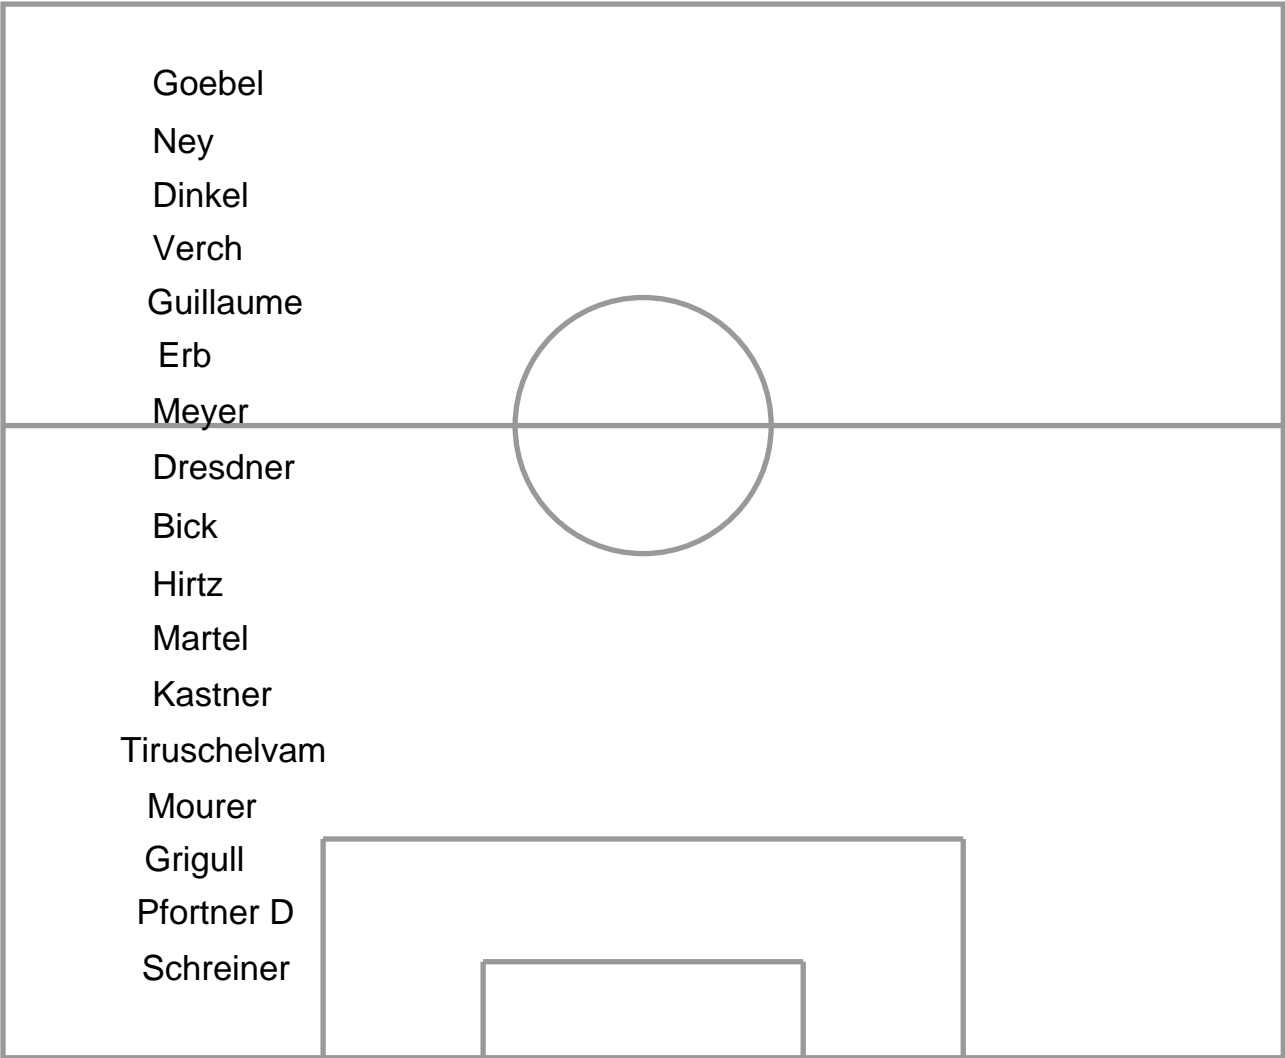 Goebel
Ney
Dinkel
Verch
Guillaume
Erb
Meyer
Dresdner
Bick
Hirtz
Martel
Kastner
Tiruschelvam
Mourer
Grigull
Pfortner D
Schreiner